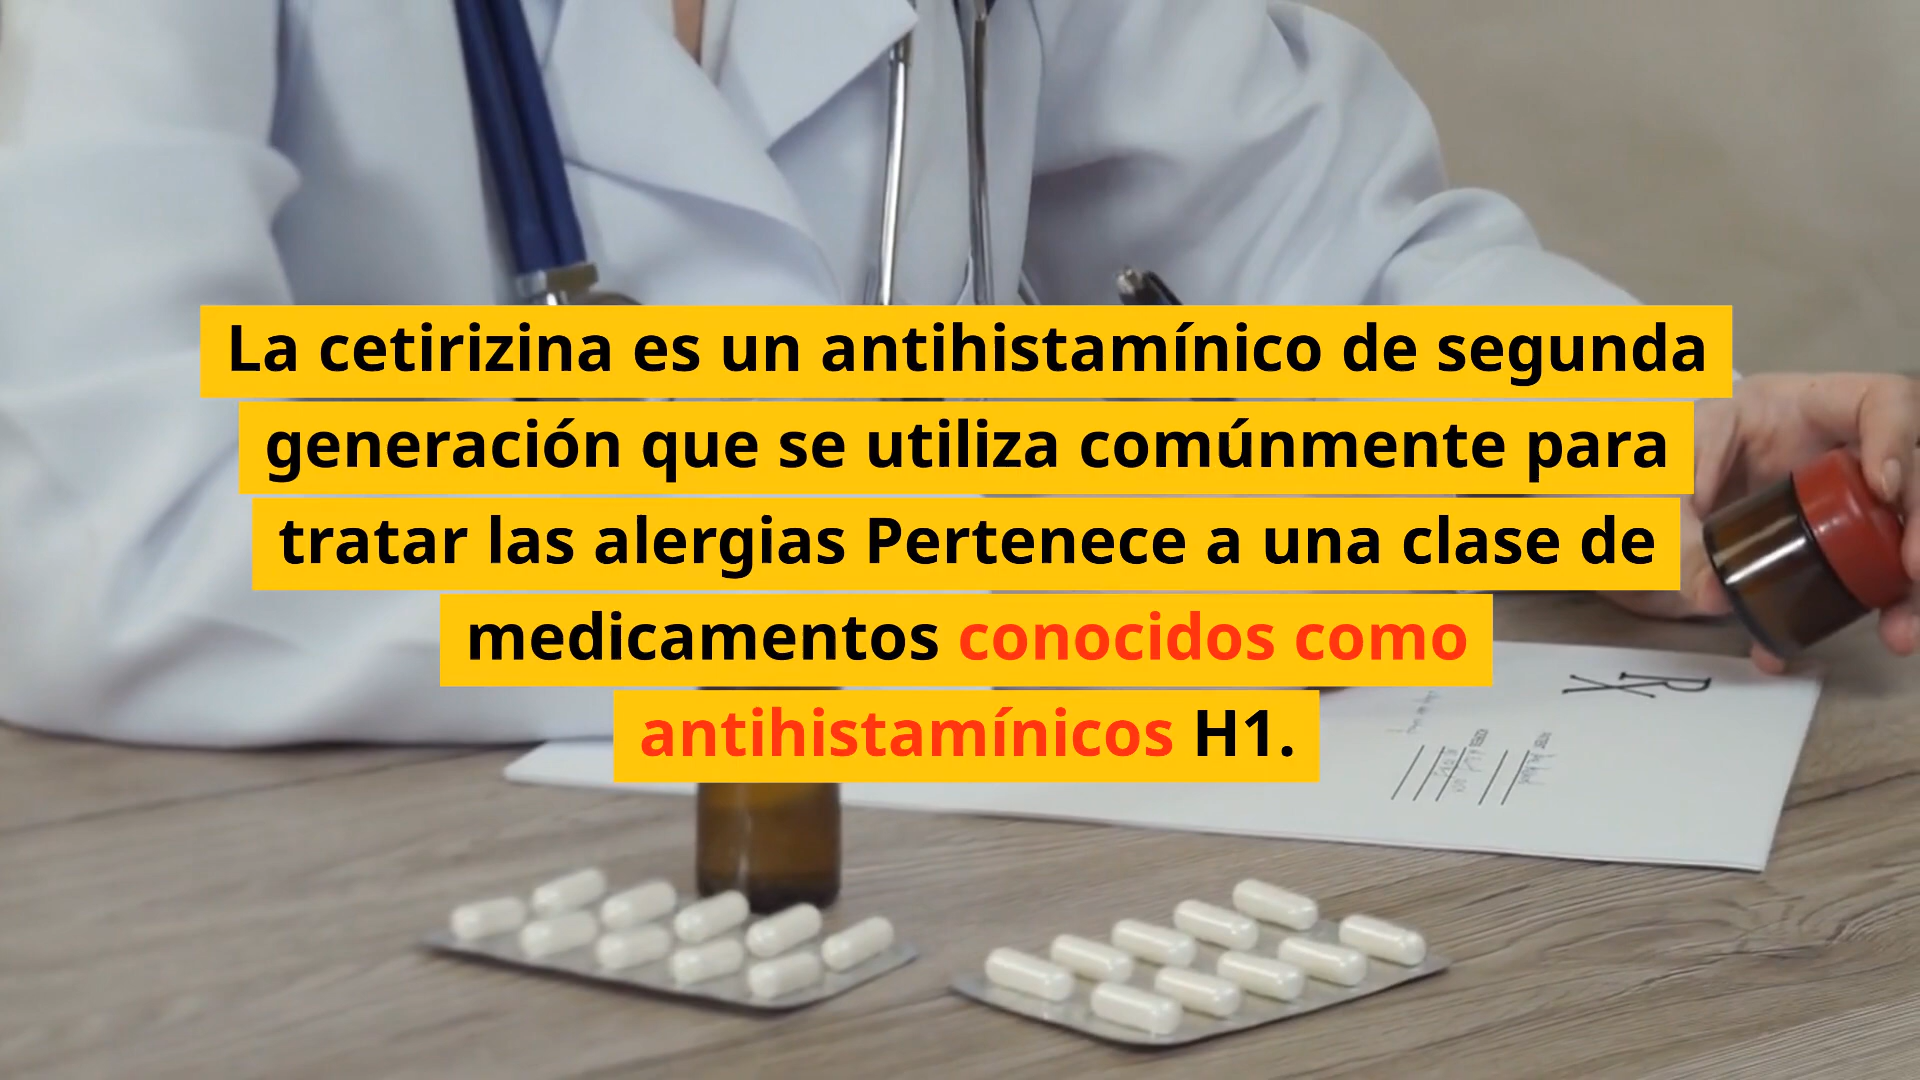 La cetirizina es un antihistamínico de segunda
generación que se utiliza comúnmente para
tratar las alergias Pertenece a una clase de
medicamentos conocidos como
antihistamínicos H1.
RX